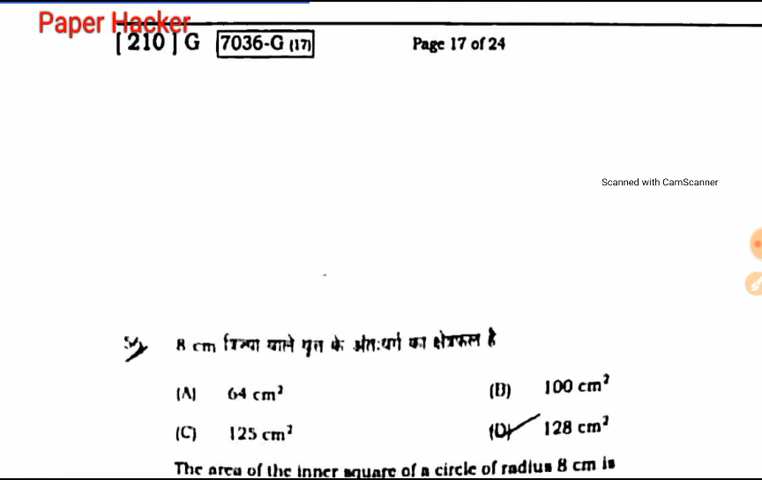 Paper Hacker
[ 210 ] G 7036-G (17) Page 17 of 24
Scanned with CamScanner
8 cm त्रिज्या वाले वृत्त के अंतःवर्ग का क्षेत्रफल है
(A) 64 cm² (B) 100 cm²
(C) 125 cm² (D) 128 cm²
The area of the inner square of a circle of radius 8 cm is